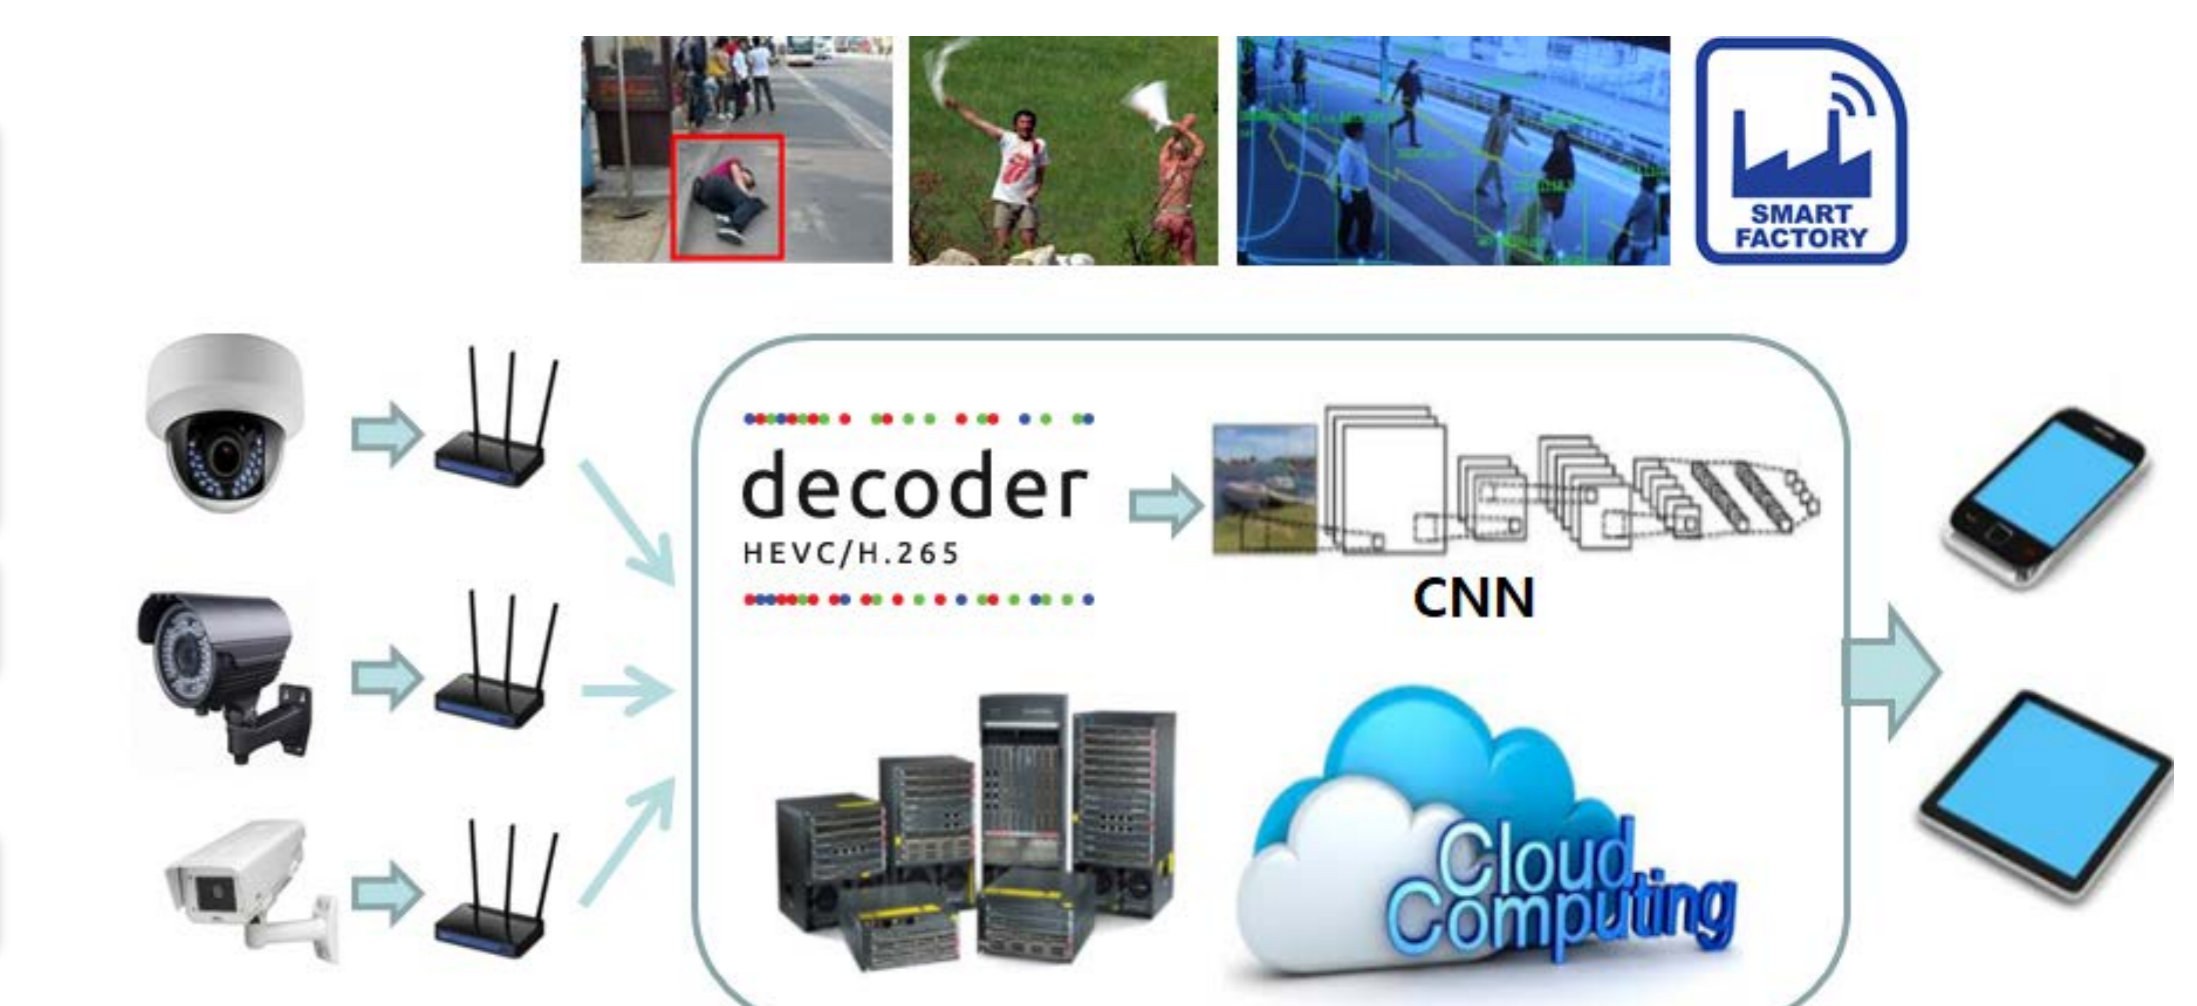 SMART
FACTORY
decoder
HEVC/H.265
CNN
Cloud
Computing